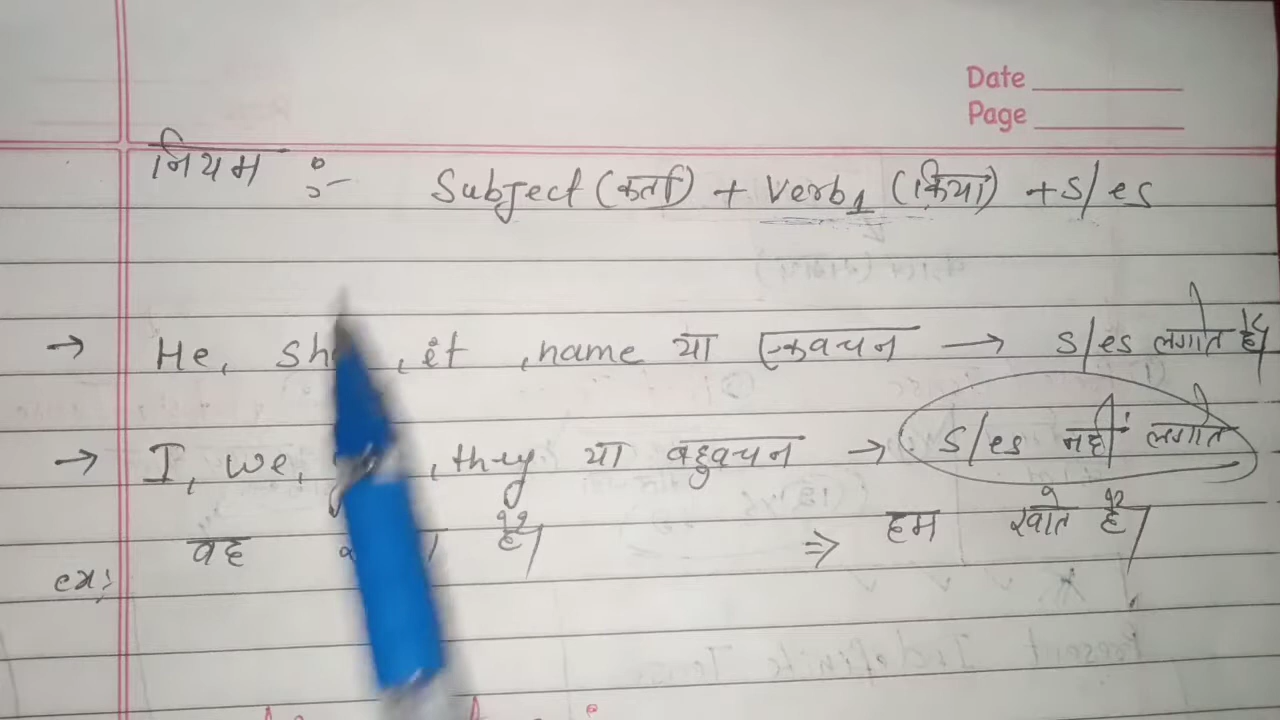 Date
Page
नियम :- Subject (कर्ता) + Verb1 (क्रिया) + s/es
→ He, she, it, name या एकवचन → s/es लगाते है।
→ I, we, , they या बहुवचन → s/es नहीं लगाते
वह है। ⇒ हम खाते है।
ex: